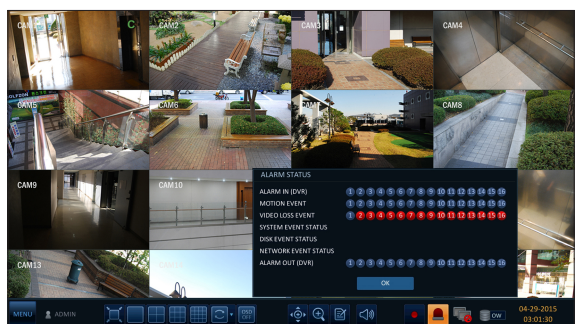 CAM1 C
CAM2
CAM3
CAM4
CAM5
CAM6
CAM7
CAM8
CAM9
CAM10
ALARM STATUS
ALARM IN (DVR) 1 2 3 4 5 6 7 8 9 10 11 12 13 14 15 16
MOTION EVENT 1 2 3 4 5 6 7 8 9 10 11 12 13 14 15 16
VIDEO LOSS EVENT 1 2 3 4 5 6 7 8 9 10 11 12 13 14 15 16
SYSTEM EVENT STATUS
DISK EVENT STATUS
NETWORK EVENT STATUS
ALARM OUT (DVR) 1 2 3 4 5 6 7 8 9 10 11 12 13 14 15 16
OK
CAM13
MENU
ADMIN
OSD
OFF
OW
04-29-2015
03:01:30